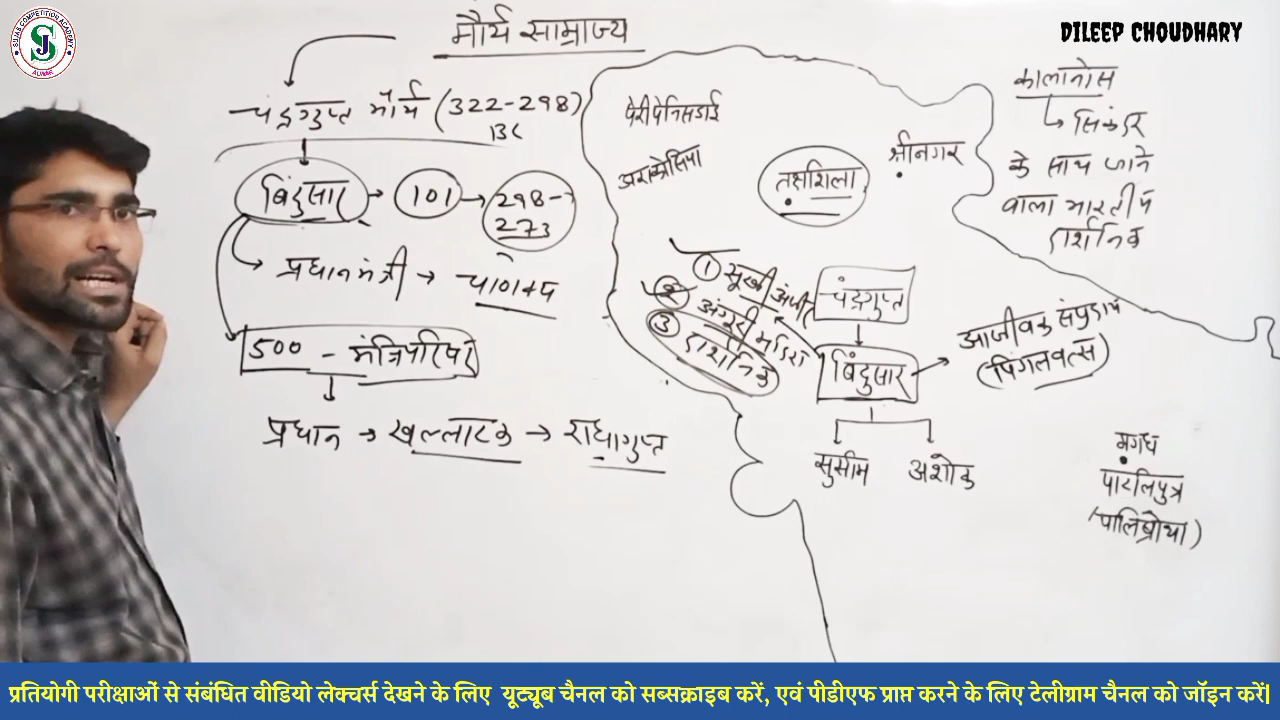 SUJAS COMPETITION ACADEMY
ALWAR
SJ
DILEEP CHOUDHARY
मौर्य साम्राज्य
चंद्रगुप्त मौर्य (322-298)
BC
बिंदुसार → 101 → 298-
273
प्रधानमंत्री → चाणक्य
500 - मंत्रिपरिषद
प्रधान → खल्लाटक → राधागुप्त
पेरीपेनिसडाई
अराकोसिया
तक्षशिला
श्रीनगर
① सूखी अंजीर
② अंगूरी मदिरा
③ दार्शनिक
चंद्रगुप्त
बिंदुसार
आजीवक संप्रदाय
(पिंगलवत्स)
सुसीम अशोक
कालानोस
↳ सिकंदर
के साथ जाने
वाला भारतीय
दार्शनिक
मगध
पाटलिपुत्र
(पालिब्रोथा)
प्रतियोगी परीक्षाओं से संबंधित वीडियो लेक्चर्स देखने के लिए यूट्यूब चैनल को सब्सक्राइब करें, एवं पीडीएफ प्राप्त करने के लिए टेलीग्राम चैनल को जॉइन करें|